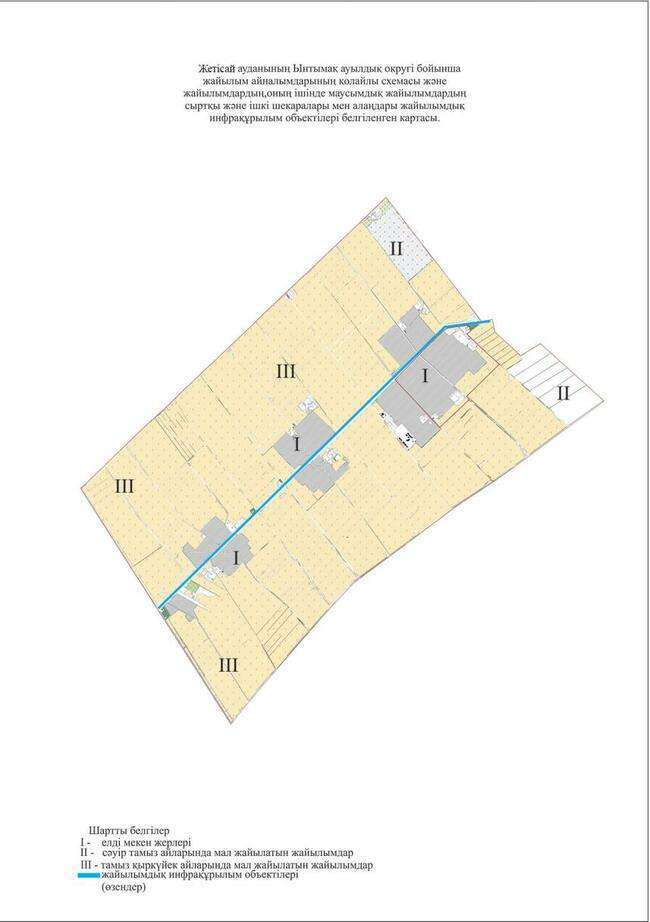 Жетісай ауданының Ынтымақ ауылдық округі бойынша
жайылым айналымдарының қолайлы схемасы және
жайылымдардың,оның ішінде маусымдық жайылымдардың
сыртқы және ішкі шекаралары мен алаңдары жайылымдық
инфрақұрылым объектілері белгіленген картасы.
II
I
II
III
I
III
I
III
Шартты белгілер
I - елді мекен жерлері
II - сәуір тамыз айларында мал жайылатын жайылымдар
III - тамыз қыркүйек айларында мал жайылатын жайылымдар
жайылымдық инфрақұрылым объектілері
(өзендер)